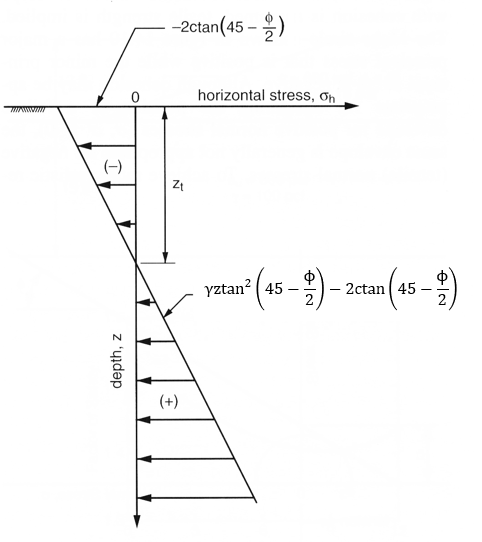 −2ctan(45 − ϕ/2)
0
horizontal stress, σh
(−)
zt
γztan² (45 − ϕ/2) − 2ctan (45 − ϕ/2)
depth, z
(+)